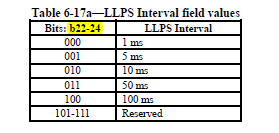 Table 6-17a—LLPS Interval field values
Bits: b22-24 LLPS Interval
000 1 ms
001 5 ms
010 10 ms
011 50 ms
100 100 ms
101-111 Reserved